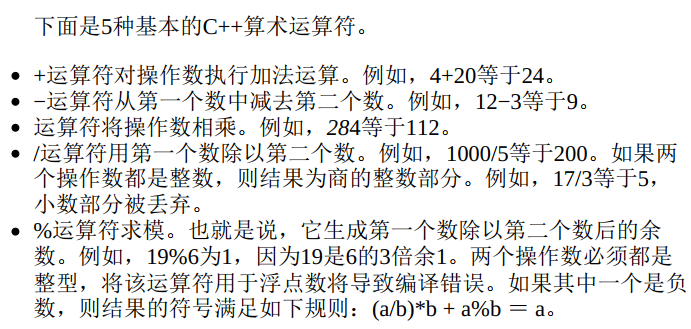 下面是5种基本的C++算术运算符。
+运算符对操作数执行加法运算。例如，4+20等于24。
−运算符从第一个数中减去第二个数。例如，12−3等于9。
运算符将操作数相乘。例如，284等于112。
/运算符用第一个数除以第二个数。例如，1000/5等于200。如果两
个操作数都是整数，则结果为商的整数部分。例如，17/3等于5，
小数部分被丢弃。
%运算符求模。也就是说，它生成第一个数除以第二个数后的余
数。例如，19%6为1，因为19是6的3倍余1。两个操作数必须都是
整型，将该运算符用于浮点数将导致编译错误。如果其中一个是负
数，则结果的符号满足如下规则：(a/b)*b + a%b ＝ a。